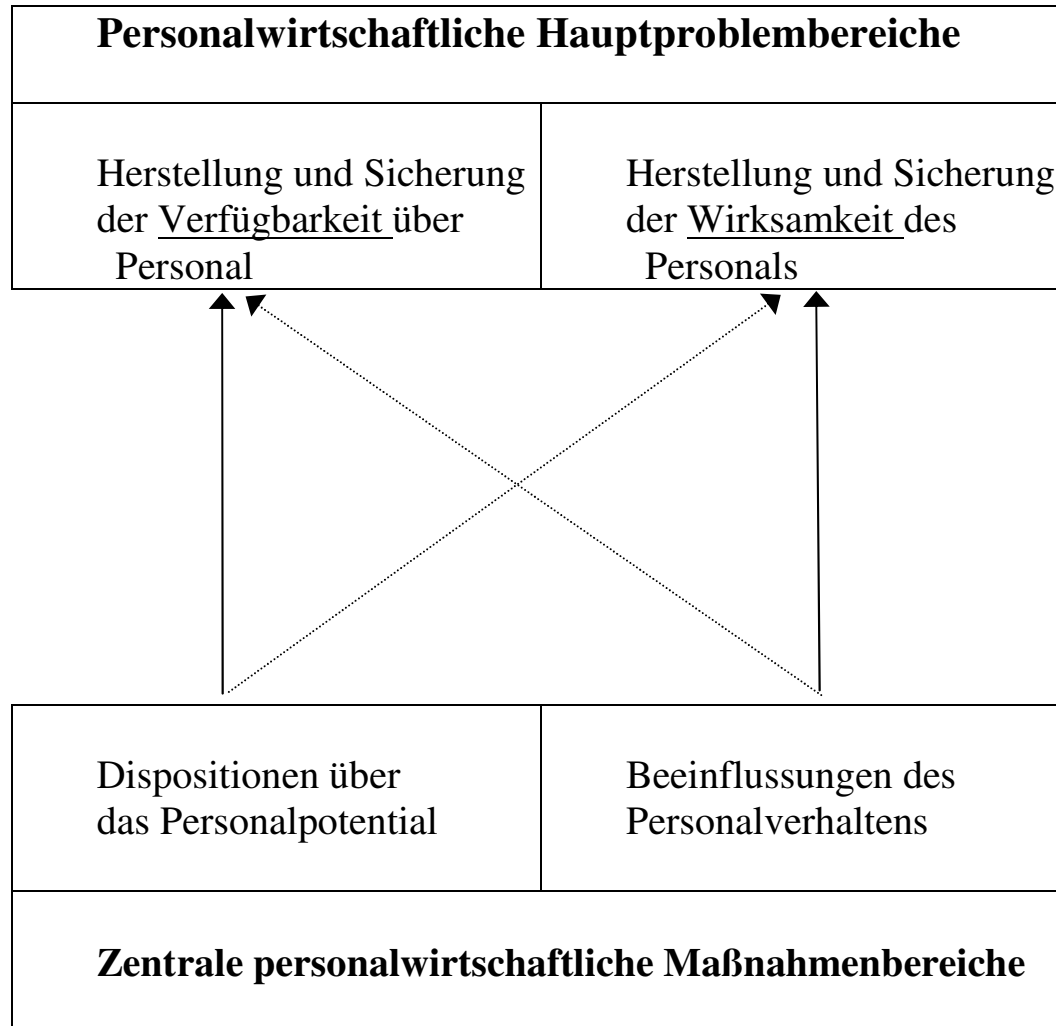 Personalwirtschaftliche Hauptproblembereiche
Herstellung und Sicherung
der Verfügbarkeit über
Personal
Herstellung und Sicherung
der Wirksamkeit des
Personals
Dispositionen über
das Personalpotential
Beeinflussungen des
Personalverhaltens
Zentrale personalwirtschaftliche Maßnahmenbereiche